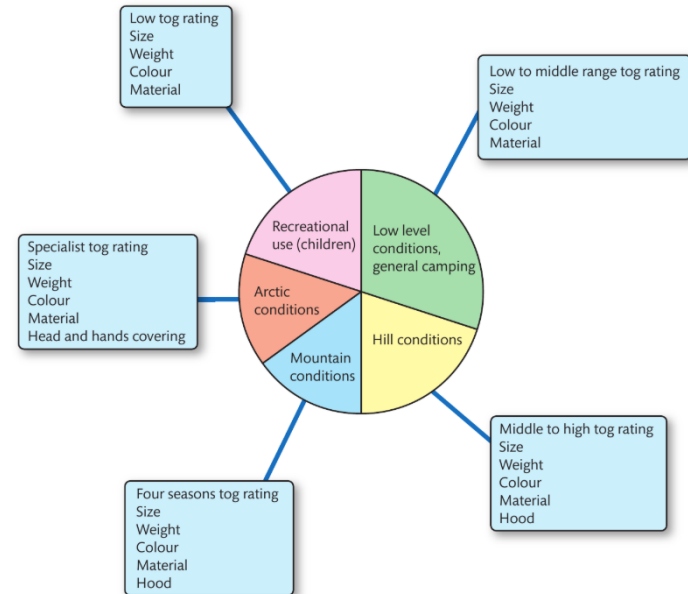 Low tog rating
Size
Weight
Colour
Material
Low to middle range tog rating
Size
Weight
Colour
Material
Recreational
use (children)
Low level
conditions,
general camping
Specialist tog rating
Size
Weight
Colour
Material
Head and hands covering
Arctic
conditions
Hill conditions
Mountain
conditions
Middle to high tog rating
Size
Weight
Colour
Material
Hood
Four seasons tog rating
Size
Weight
Colour
Material
Hood